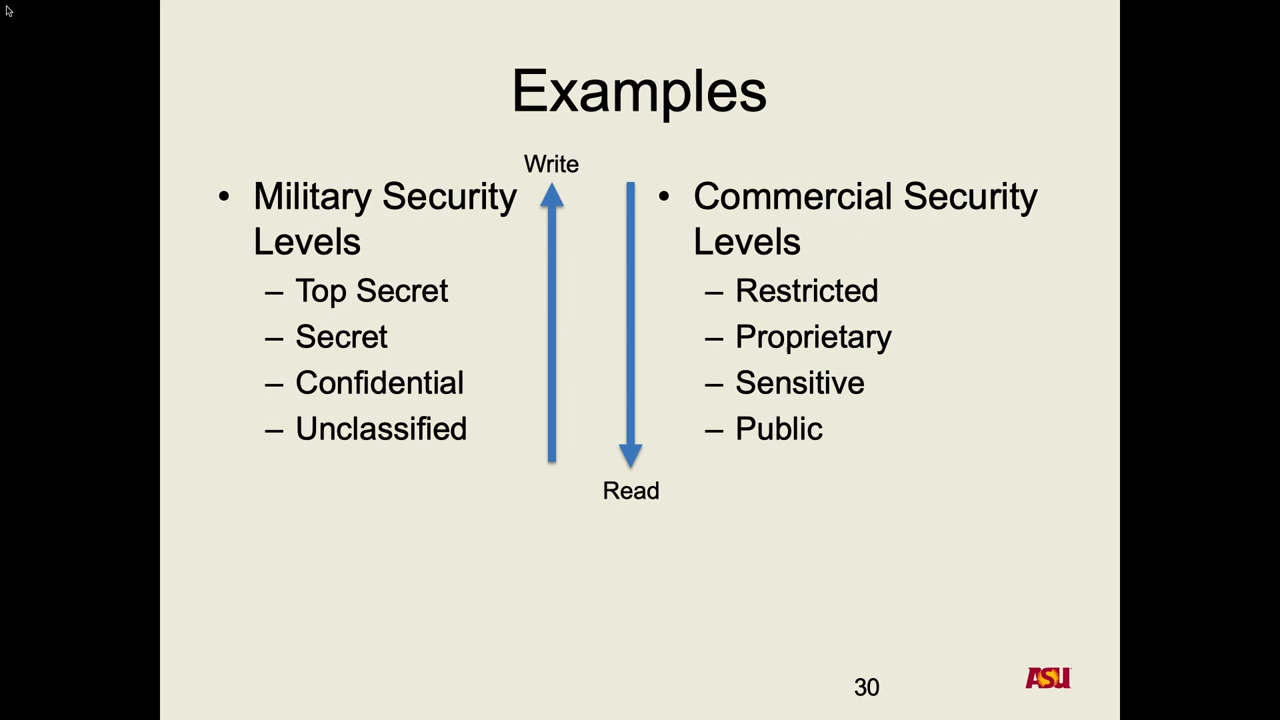 Examples
Write
• Military Security
Levels
– Top Secret
– Secret
– Confidential
– Unclassified
• Commercial Security
Levels
– Restricted
– Proprietary
– Sensitive
– Public
Read
30
ASU